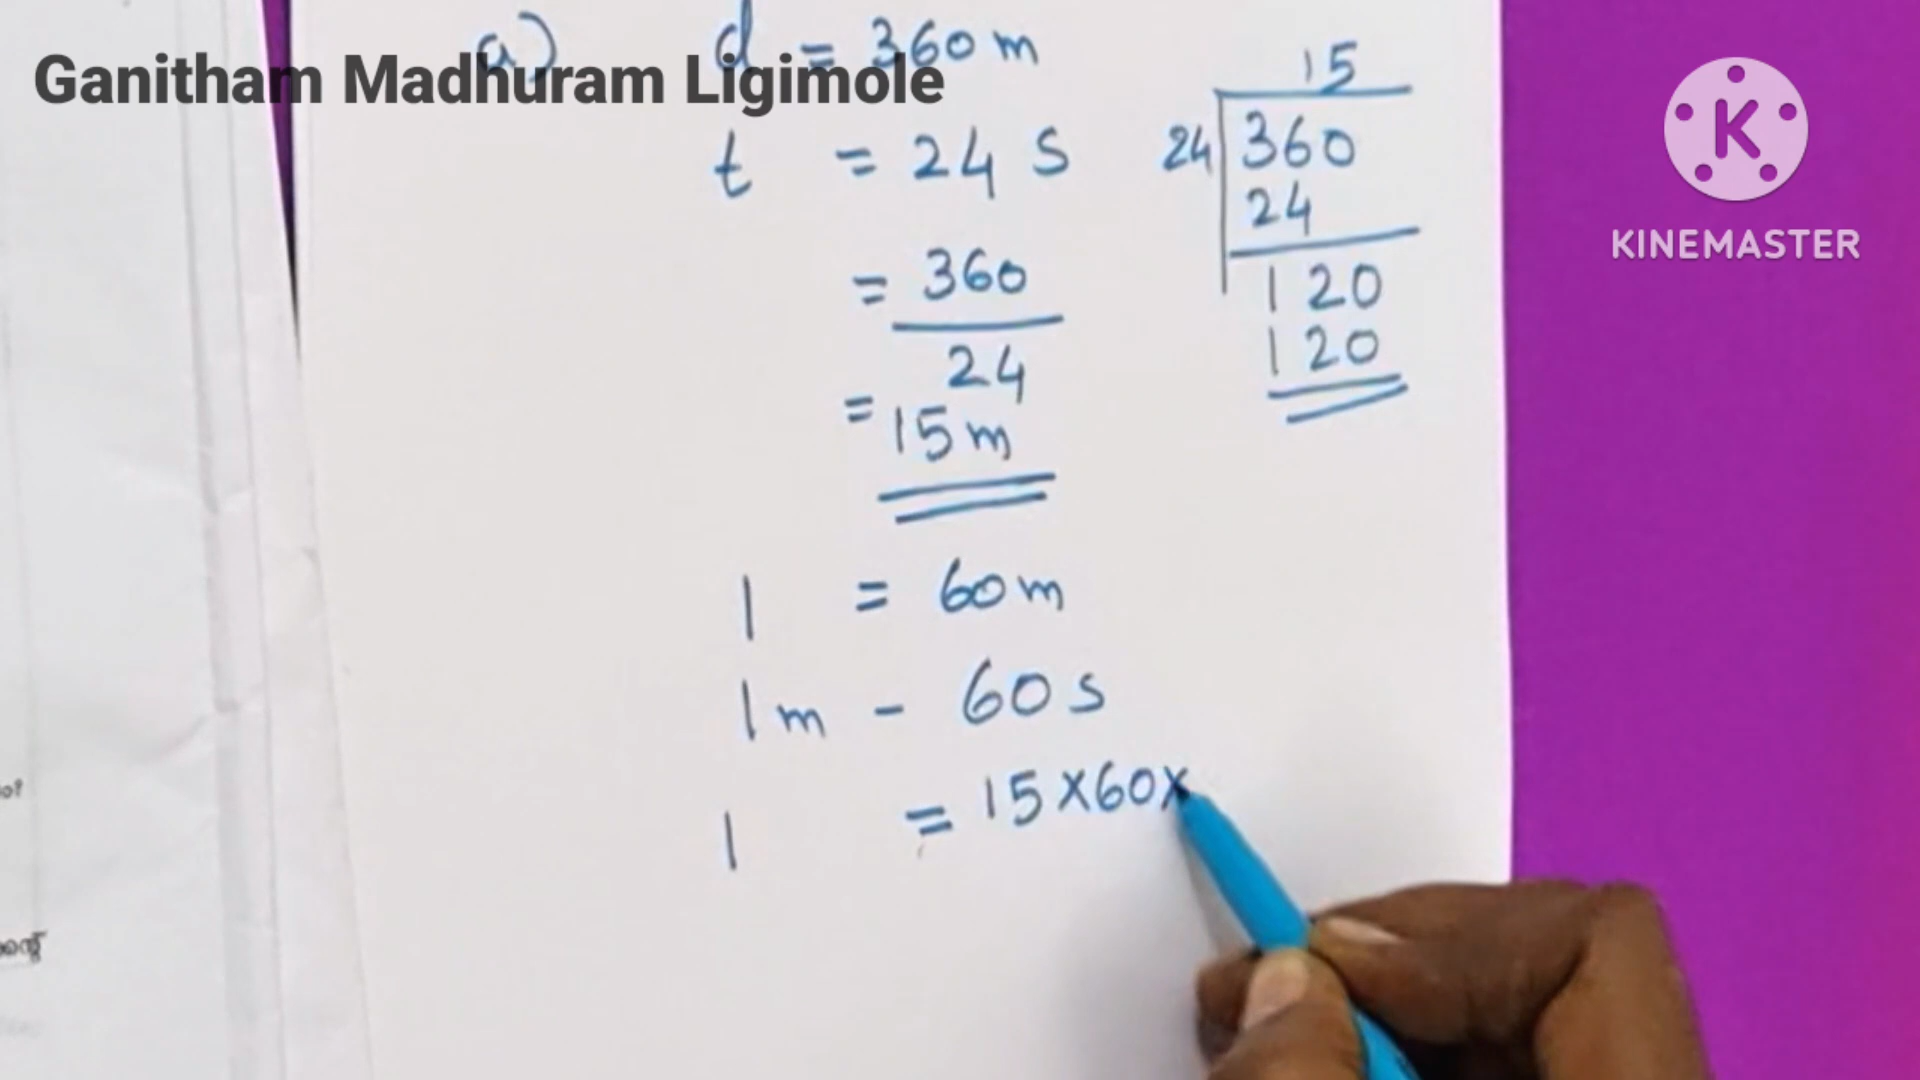 a) d = 360 m
Ganitham Madhuram Ligimole
t = 24 s
= 360
24
= 15 m
15
24 360
24
120
120
1 = 60 m
1 m - 60 s
1 = 15 × 60 ×
K
KINEMASTER